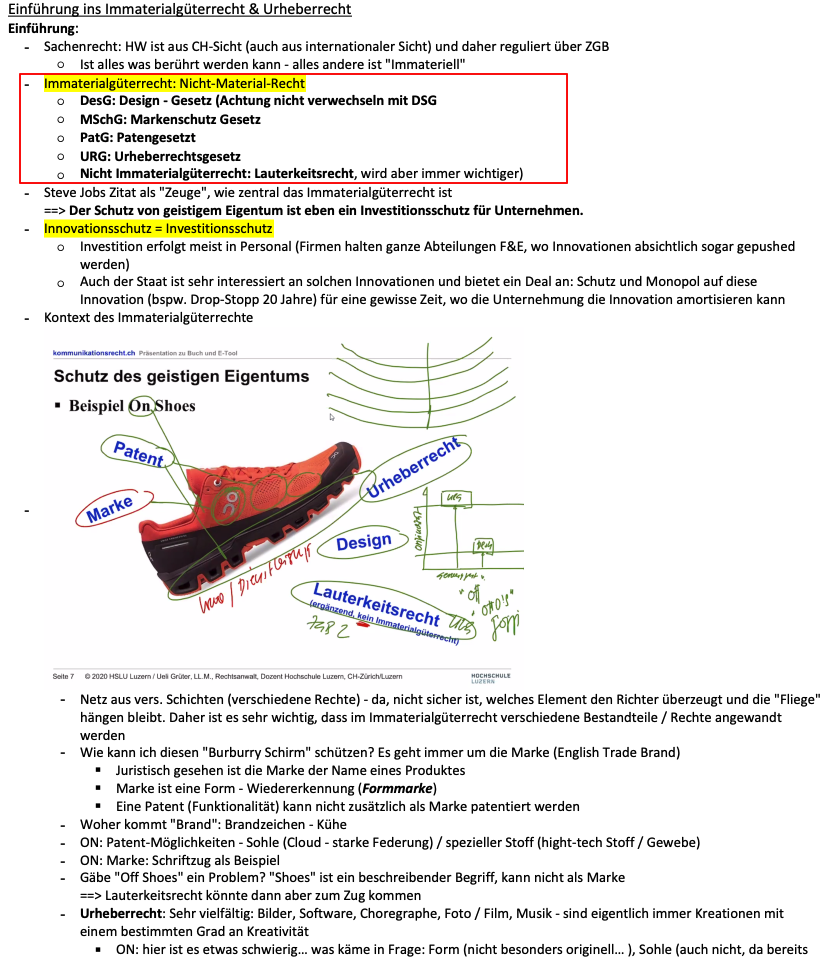 Einführung ins Immaterialgüterrecht & Urheberrecht
Einführung:
- Sachenrecht: HW ist aus CH-Sicht (auch aus internationaler Sicht) und daher reguliert über ZGB
o Ist alles was berührt werden kann - alles andere ist "Immateriell"
- Immaterialgüterrecht: Nicht-Material-Recht
o DesG: Design - Gesetz (Achtung nicht verwechseln mit DSG
o MSchG: Markenschutz Gesetz
o PatG: Patengesetzt
o URG: Urheberrechtsgesetz
o Nicht Immaterialgüterrecht: Lauterkeitsrecht, wird aber immer wichtiger)
- Steve Jobs Zitat als "Zeuge", wie zentral das Immaterialgüterrecht ist
==> Der Schutz von geistigem Eigentum ist eben ein Investitionsschutz für Unternehmen.
- Innovationsschutz = Investitionsschutz
o Investition erfolgt meist in Personal (Firmen halten ganze Abteilungen F&E, wo Innovationen absichtlich sogar gepushed
werden)
o Auch der Staat ist sehr interessiert an solchen Innovationen und bietet ein Deal an: Schutz und Monopol auf diese
Innovation (bspw. Drop-Stopp 20 Jahre) für eine gewisse Zeit, wo die Unternehmung die Innovation amortisieren kann
- Kontext des Immaterialgüterrechte
kommunikationsrecht.ch Präsentation zu Buch und E-Tool
Schutz des geistigen Eigentums
▪ Beispiel On Shoes
Patent
Urheberrecht
Marke
URG
Design
Lauterkeitsrecht
(ergänzend, kein Immaterialgüterrecht)
Seite 7 © 2020 HSLU Luzern / Ueli Grüter, LL.M., Rechtsanwalt, Dozent Hochschule Luzern, CH-Zürich/Luzern
HOCHSCHULE
LUZERN
-
- Netz aus vers. Schichten (verschiedene Rechte) - da, nicht sicher ist, welches Element den Richter überzeugt und die "Fliege"
hängen bleibt. Daher ist es sehr wichtig, dass im Immaterialgüterrecht verschiedene Bestandteile / Rechte angewandt
werden
- Wie kann ich diesen "Burburry Schirm" schützen? Es geht immer um die Marke (English Trade Brand)
▪ Juristisch gesehen ist die Marke der Name eines Produktes
▪ Marke ist eine Form - Wiedererkennung (Formmarke)
▪ Eine Patent (Funktionalität) kann nicht zusätzlich als Marke patentiert werden
- Woher kommt "Brand": Brandzeichen - Kühe
- ON: Patent-Möglichkeiten - Sohle (Cloud - starke Federung) / spezieller Stoff (hight-tech Stoff / Gewebe)
- ON: Marke: Schriftzug als Beispiel
- Gäbe "Off Shoes" ein Problem? "Shoes" ist ein beschreibender Begriff, kann nicht als Marke
==> Lauterkeitsrecht könnte dann aber zum Zug kommen
- Urheberrecht: Sehr vielfältig: Bilder, Software, Choregraphe, Foto / Film, Musik - sind eigentlich immer Kreationen mit
einem bestimmten Grad an Kreativität
▪ ON: hier ist es etwas schwierig... was käme in Frage: Form (nicht besonders originell... ), Sohle (auch nicht, da bereits